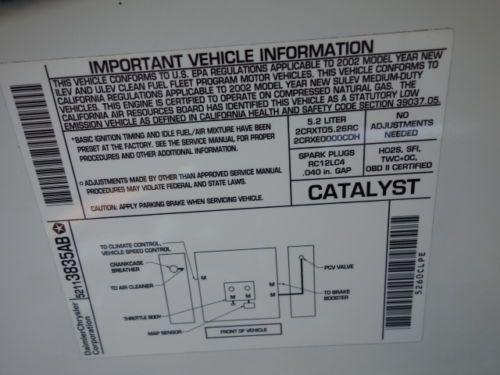 IMPORTANT VEHICLE INFORMATION
THIS VEHICLE CONFORMS TO U.S. EPA REGULATIONS APPLICABLE TO 2002 MODEL YEAR NEW
ILEV AND ULEV CLEAN FUEL FLEET PROGRAM MOTOR VEHICLES. THIS VEHICLE CONFORMS TO
CALIFORNIA REGULATIONS APPLICABLE TO 2002 MODEL YEAR NEW SULEV MEDIUM-DUTY
VEHICLES. THIS ENGINE IS CERTIFIED TO OPERATE ON COMPRESSED NATURAL GAS. THE
CALIFORNIA AIR RESOURCES BOARD HAS IDENTIFIED THIS VEHICLE AS A STATUTORY LOW
EMISSION VEHICLE AS DEFINED IN CALIFORNIA HEALTH AND SAFETY CODE SECTION 39037.05.
*BASIC IGNITION TIMING AND IDLE FUEL/AIR MIXTURE HAVE BEEN
PRESET AT THE FACTORY. SEE THE SERVICE MANUAL FOR PROPER
PROCEDURES AND OTHER ADDITIONAL INFORMATION.
ADJUSTMENTS MADE BY OTHER THAN APPROVED SERVICE MANUAL
PROCEDURES MAY VIOLATE FEDERAL AND STATE LAWS.
CAUTION: APPLY PARKING BRAKE WHEN SERVICING VEHICLE.
5.2 LITER
2CRXT05.26RC
2CRXE0000CDH
NO
ADJUSTMENTS
NEEDED
SPARK PLUGS
RC12LC4
.040 in. GAP
HO2S, SFI,
TWC+OC,
OBD II CERTIFIED
CATALYST
52113835AB
DaimlerChrysler
Corporation
TO CLIMATE CONTROL,
VEHICLE SPEED CONTROL
CRANKCASE
BREATHER
TO AIR CLEANER
THROTTLE BODY
MAP SENSOR
M
M
M
M
PCV VALVE
TO BRAKE
BOOSTER
FRONT OF VEHICLE
5260CLPE